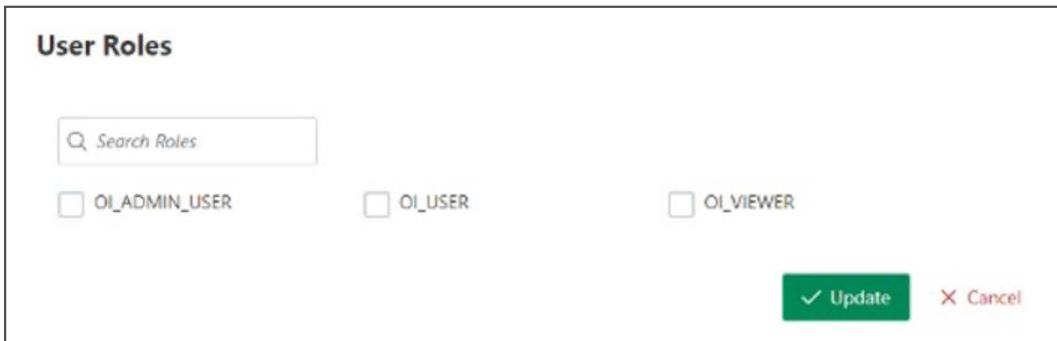 User Roles
Search Roles
OI_ADMIN_USER OI_USER OI_VIEWER
Update Cancel